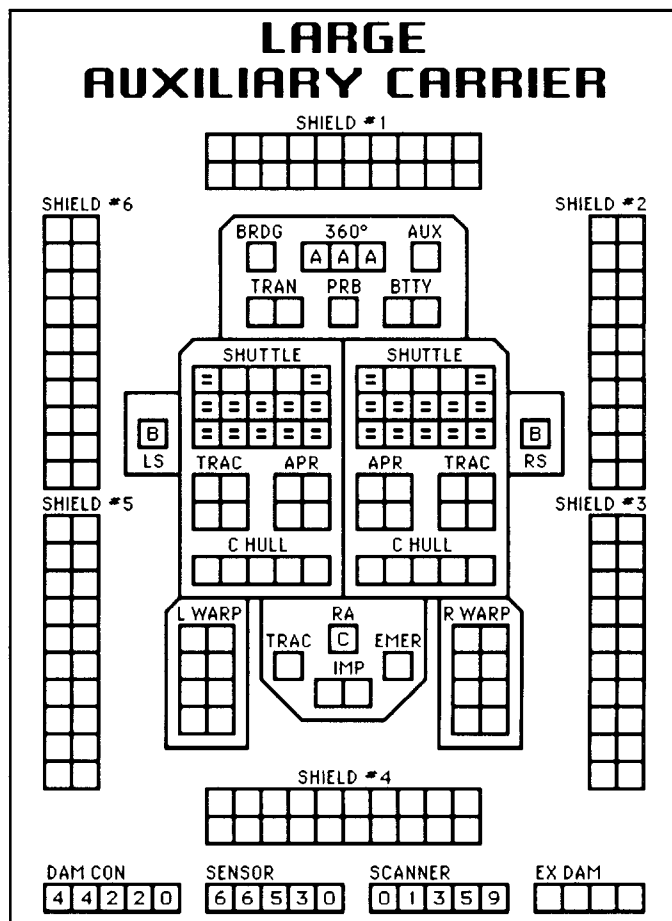 LARGE
AUXILIARY CARRIER
SHIELD #1
SHIELD #6
SHIELD #2
BRDG 360° AUX
A A A
TRAN PRB BTTY
SHUTTLE SHUTTLE
= = = =
= = = = = = = = = =
= = = = = = = = = =
B B
LS RS
TRAC APR APR TRAC
SHIELD #5 SHIELD #3
C HULL C HULL
L WARP RA R WARP
C
TRAC EMER
IMP
SHIELD #4
DAM CON SENSOR SCANNER EX DAM
4 4 2 2 0 6 6 5 3 0 0 1 3 5 9